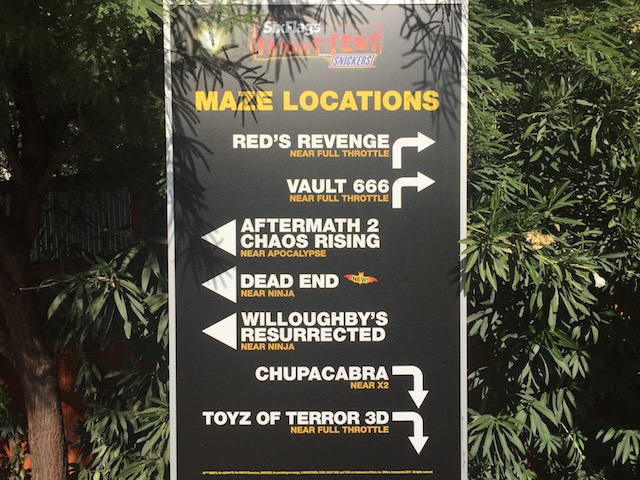 Six Flags
FRIGHT FEST
SNICKERS
MAZE LOCATIONS
RED'S REVENGE
NEAR FULL THROTTLE
VAULT 666
NEAR FULL THROTTLE
AFTERMATH 2
CHAOS RISING
NEAR APOCALYPSE
DEAD END NEW!
NEAR NINJA
WILLOUGHBY'S
RESURRECTED
NEAR NINJA
CHUPACABRA
NEAR X2
TOYZ OF TERROR 3D
NEAR FULL THROTTLE